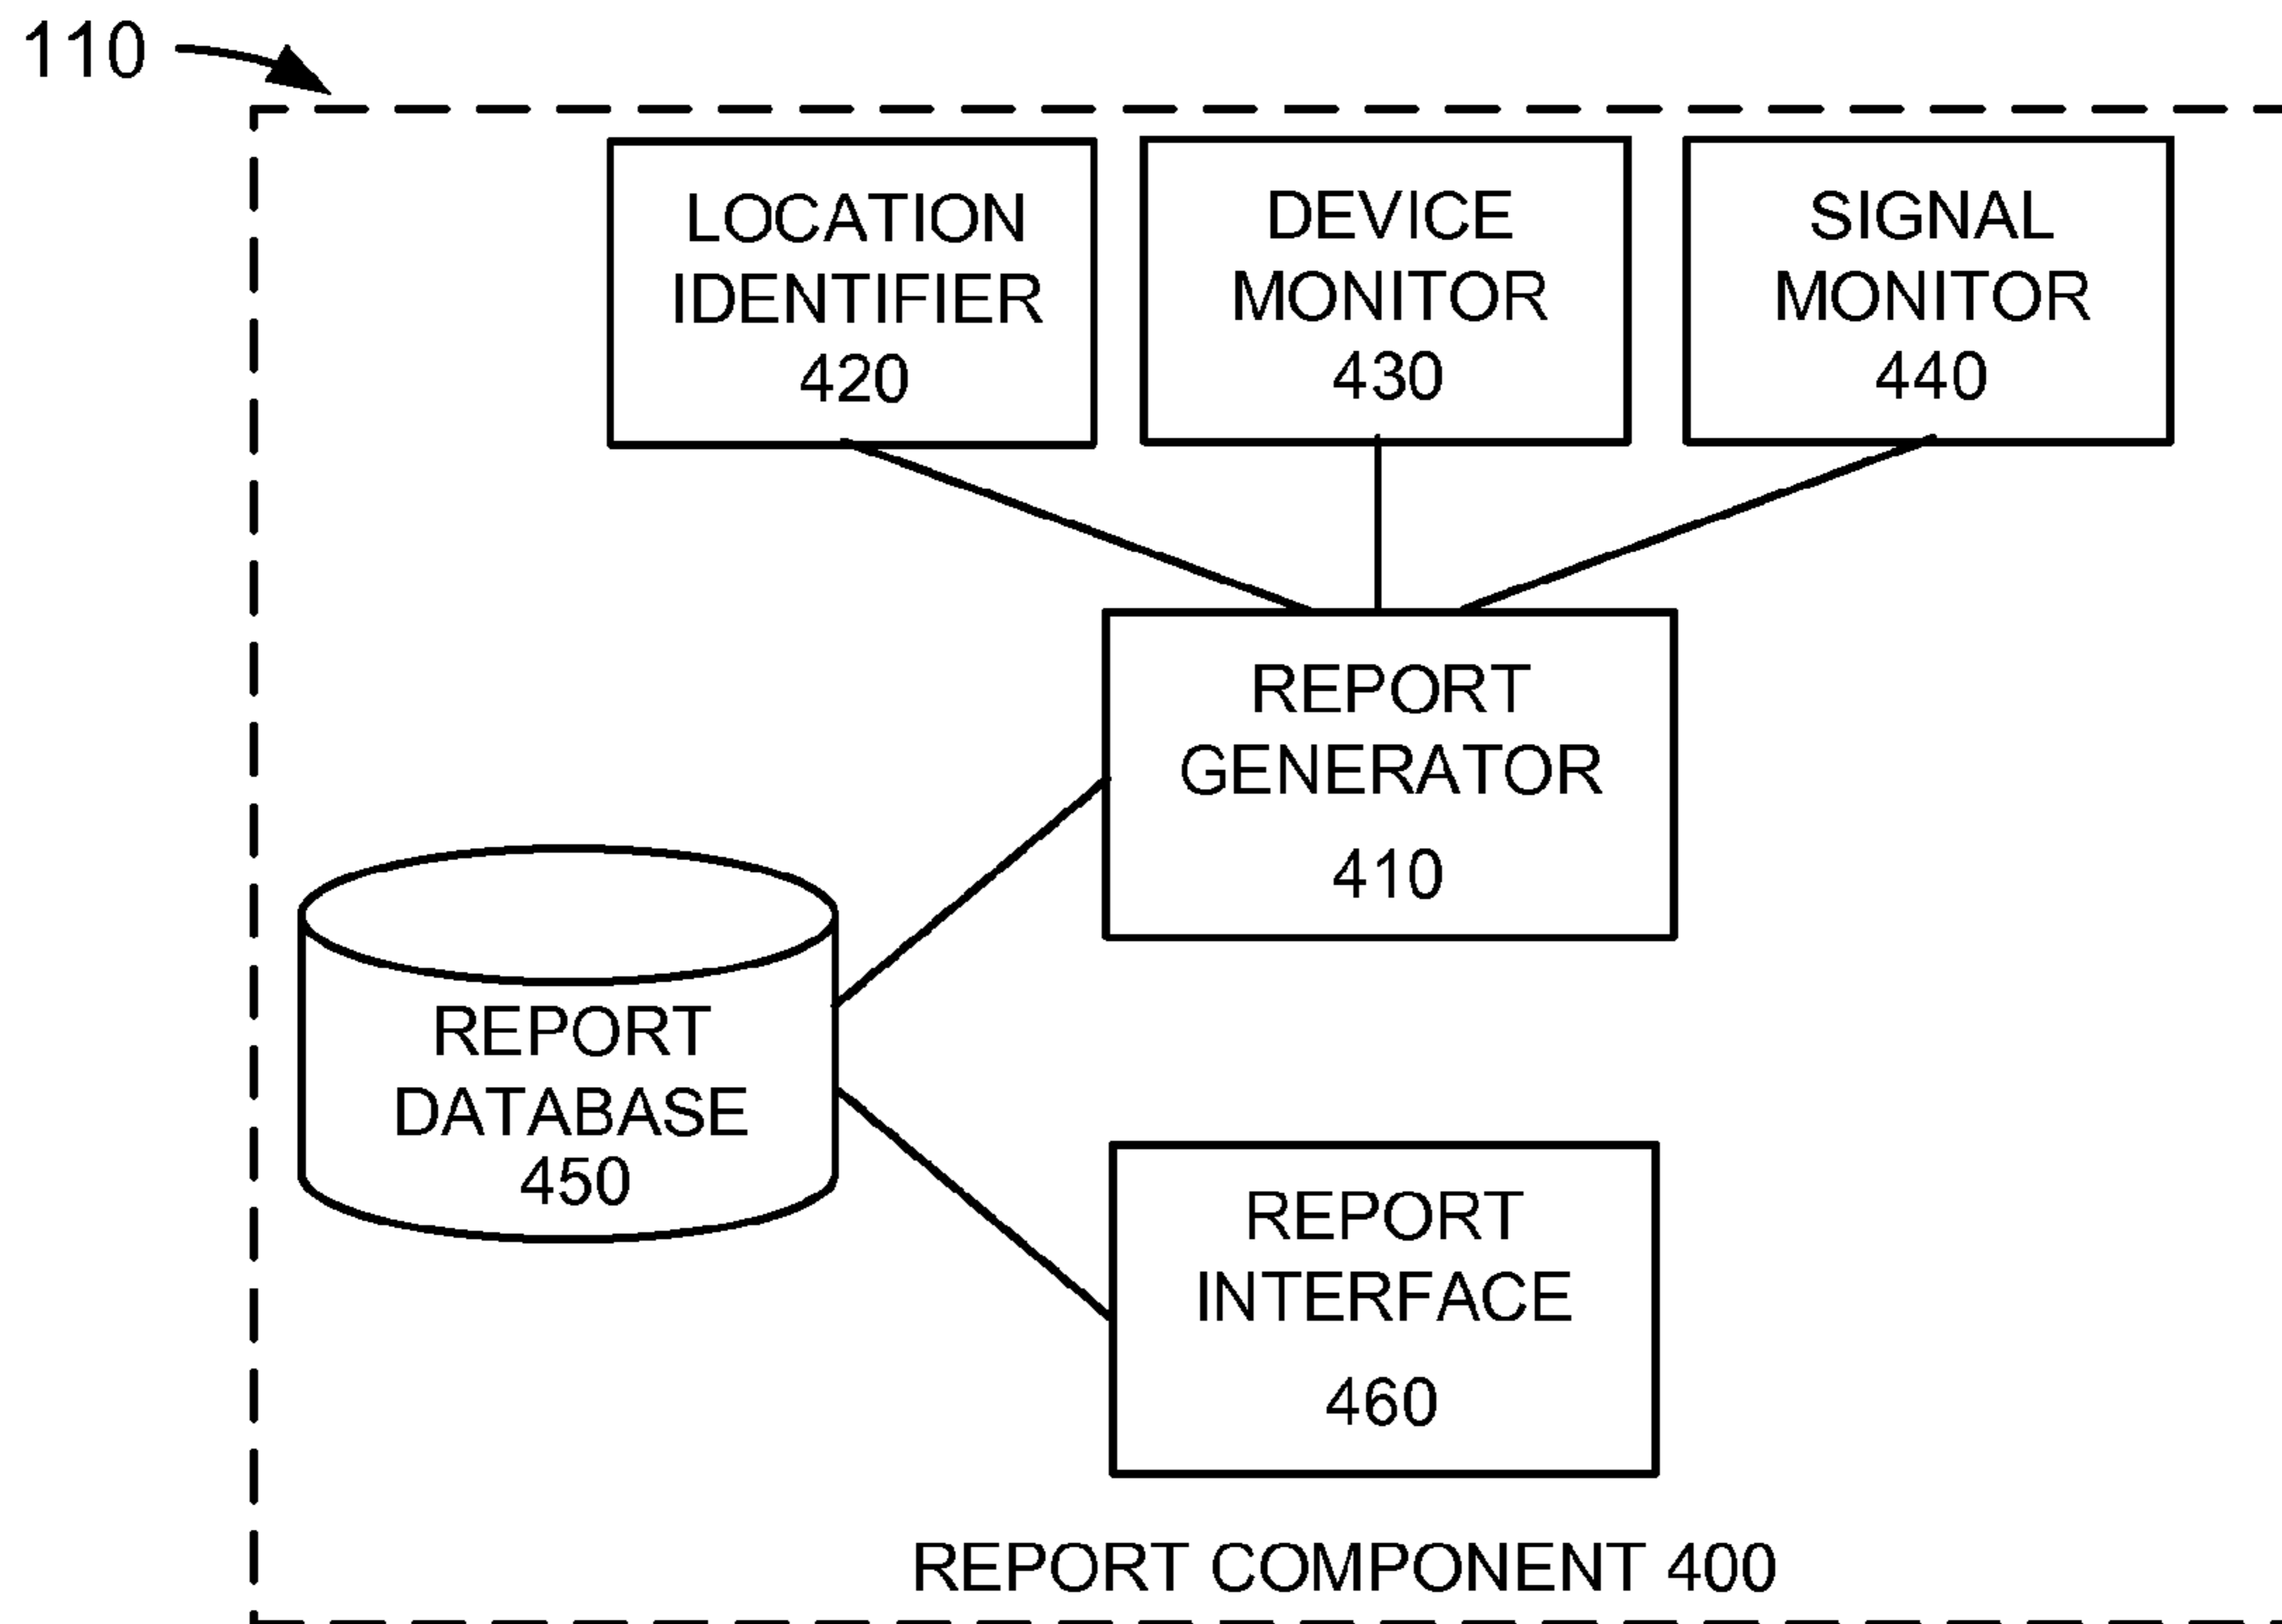 110
LOCATION
IDENTIFIER
420
DEVICE
MONITOR
430
SIGNAL
MONITOR
440
REPORT
GENERATOR
410
REPORT
DATABASE
450
REPORT
INTERFACE
460
REPORT COMPONENT 400